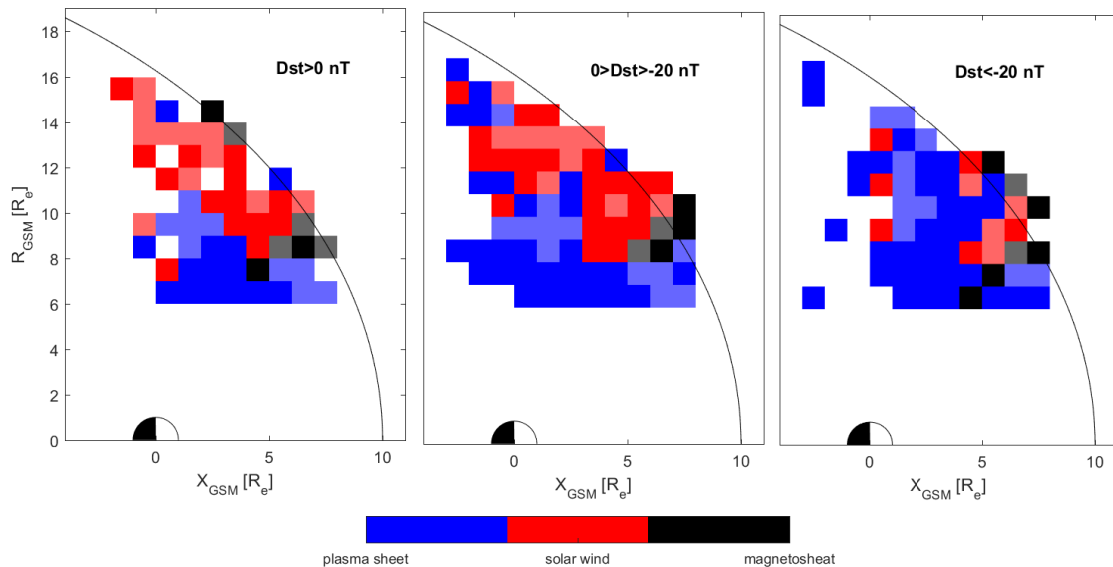 Dst>0 nT
0>Dst>-20 nT
Dst<-20 nT
18
16
14
12
10
8
6
4
2
0
R_GSM [R_e]
0 5 10
0 5 10
0 5 10
X_GSM [R_e]
X_GSM [R_e]
X_GSM [R_e]
plasma sheet solar wind magnetosheat